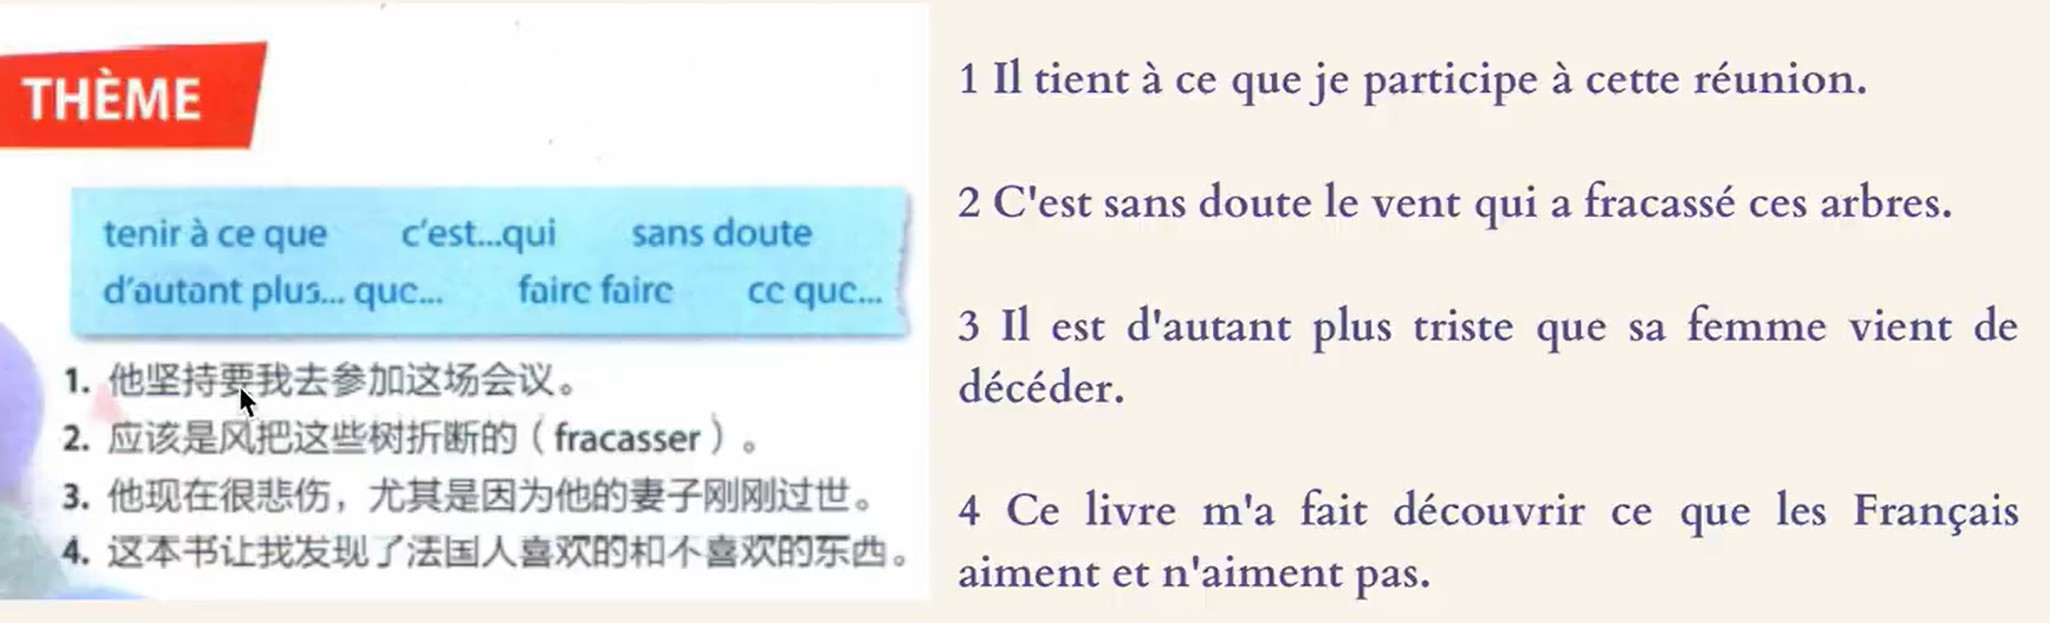 THÈME
tenir à ce que c'est...qui sans doute
d'autant plus... que... faire faire ce que...
1. 他坚持要我去参加这场会议。
2. 应该是风把这些树折断的（fracasser）。
3. 他现在很悲伤，尤其是因为他的妻子刚刚过世。
4. 这本书让我发现了法国人喜欢的和不喜欢的东西。
1 Il tient à ce que je participe à cette réunion.
2 C'est sans doute le vent qui a fracassé ces arbres.
3 Il est d'autant plus triste que sa femme vient de
décéder.
4 Ce livre m'a fait découvrir ce que les Français
aiment et n'aiment pas.